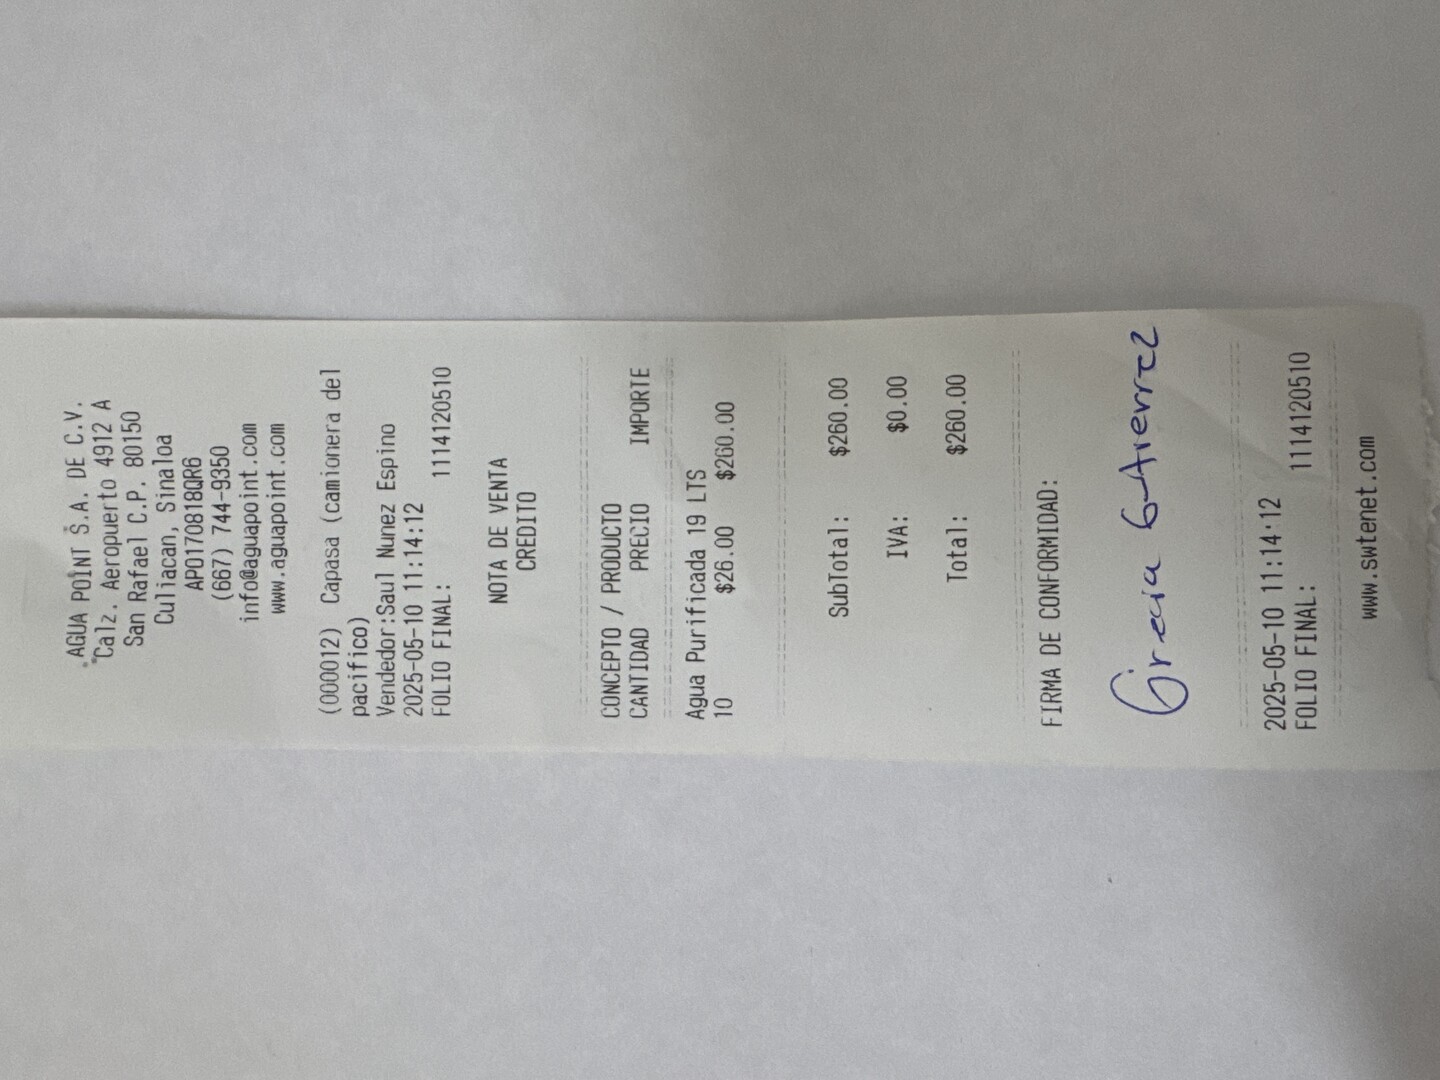 AGUA POINT S.A. DE C.V.
Calz. Aeropuerto 4912 A
San Rafael C.P. 80150
Culiacan, Sinaloa
APO170818QR6
(667) 744-9350
info@aguapoint.com
www.aguapoint.com
(000012) Capasa (camionera del
pacifico)
Vendedor:Saul Nunez Espino
2025-05-10 11:14:12
FOLIO FINAL: 1114120510
NOTA DE VENTA
CREDITO
CONCEPTO / PRODUCTO
CANTIDAD PRECIO IMPORTE
Agua Purificada 19 LTS
10 $26.00 $260.00
SubTotal: $260.00
IVA: $0.00
Total: $260.00
FIRMA DE CONFORMIDAD:
Grecia Gutierrez
2025-05-10 11:14:12
FOLIO FINAL: 1114120510
www.swtenet.com